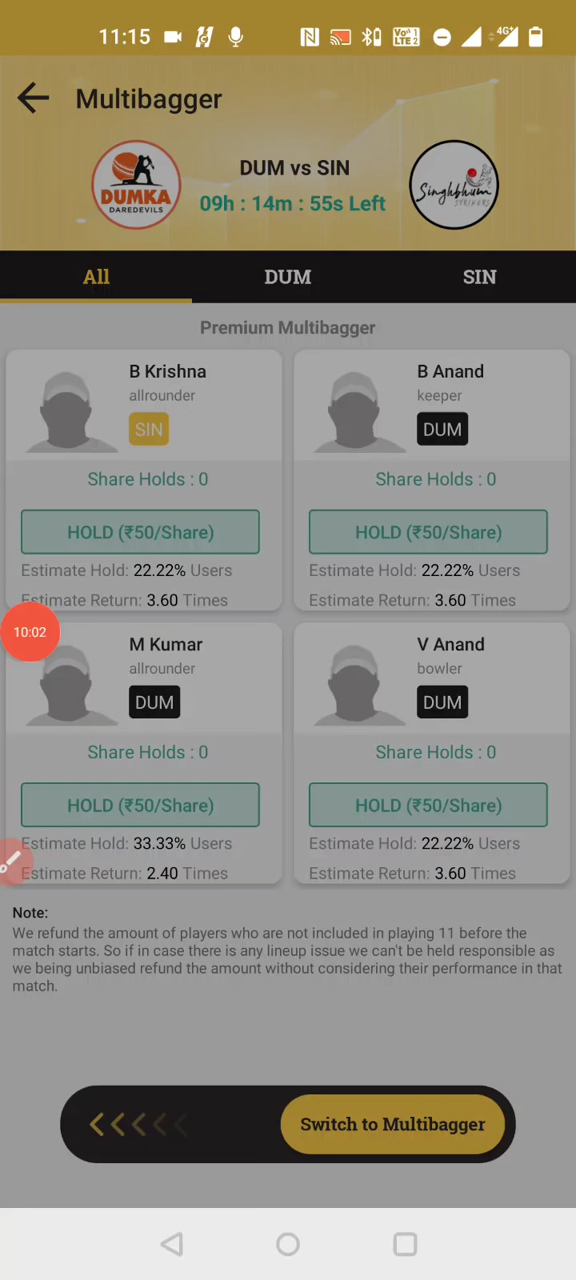 11:15
Vo 1
LTE 2
4G+
Multibagger
DUM vs SIN
09h : 14m : 55s Left
DUMKA
DAREDEVILS
Singhbhum
STRIKERS
All
DUM
SIN
Premium Multibagger
B Krishna
allrounder
SIN
Share Holds : 0
HOLD (₹50/Share)
Estimate Hold: 22.22% Users
Estimate Return: 3.60 Times
B Anand
keeper
DUM
Share Holds : 0
HOLD (₹50/Share)
Estimate Hold: 22.22% Users
Estimate Return: 3.60 Times
10:02
M Kumar
allrounder
DUM
Share Holds : 0
HOLD (₹50/Share)
Estimate Hold: 33.33% Users
Estimate Return: 2.40 Times
V Anand
bowler
DUM
Share Holds : 0
HOLD (₹50/Share)
Estimate Hold: 22.22% Users
Estimate Return: 3.60 Times
Note:
We refund the amount of players who are not included in playing 11 before the
match starts. So if in case there is any lineup issue we can't be held responsible as
we being unbiased refund the amount without considering their performance in that
match.
Switch to Multibagger